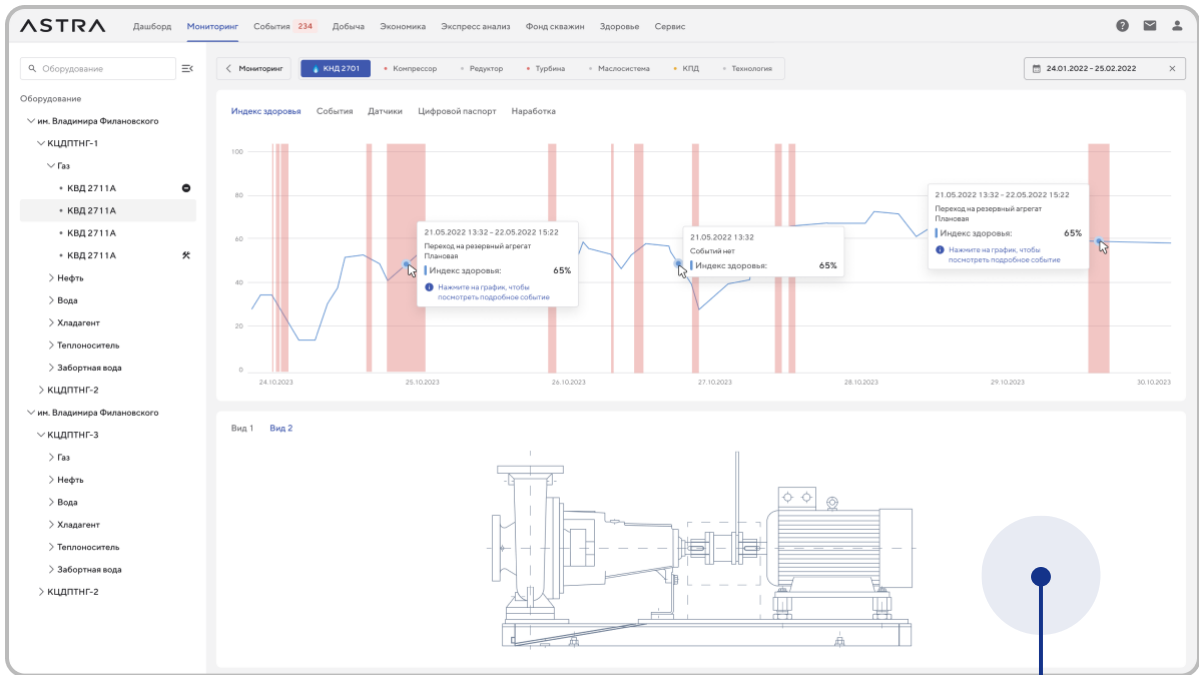 ASTRA
Дашборд Мониторинг События 234 Добыча Экономика Экспресс анализ Фонд скважин Здоровье Сервис
Оборудование
Мониторинг КНД 2701 Компрессор Редуктор Турбина Маслосистема КПД Технология
24.01.2022 - 25.02.2022
Оборудование
им. Владимира Филановского
КЦДПТНГ-1
Газ
КВД 2711А
КВД 2711А
КВД 2711А
КВД 2711А
Нефть
Вода
Хладагент
Теплоноситель
Забортная вода
КЦДПТНГ-2
им. Владимира Филановского
КЦДПТНГ-3
Газ
Нефть
Вода
Хладагент
Теплоноситель
Забортная вода
КЦДПТНГ-2
Индекс здоровья События Датчики Цифровой паспорт Наработка
100
80
60
40
20
0
24.10.2023 25.10.2023 26.10.2023 27.10.2023 28.10.2023 29.10.2023 30.10.2023
21.05.2022 13:32 - 22.05.2022 15:22
Переход на резервный агрегат
Плановая
Индекс здоровья: 65%
Нажмите на график, чтобы
посмотреть подробное событие
21.05.2022 13:32
Событий нет
Индекс здоровья: 65%
21.05.2022 13:32 - 22.05.2022 15:22
Переход на резервный агрегат
Плановая
Индекс здоровья: 65%
Нажмите на график, чтобы
посмотреть подробное событие
Вид 1 Вид 2